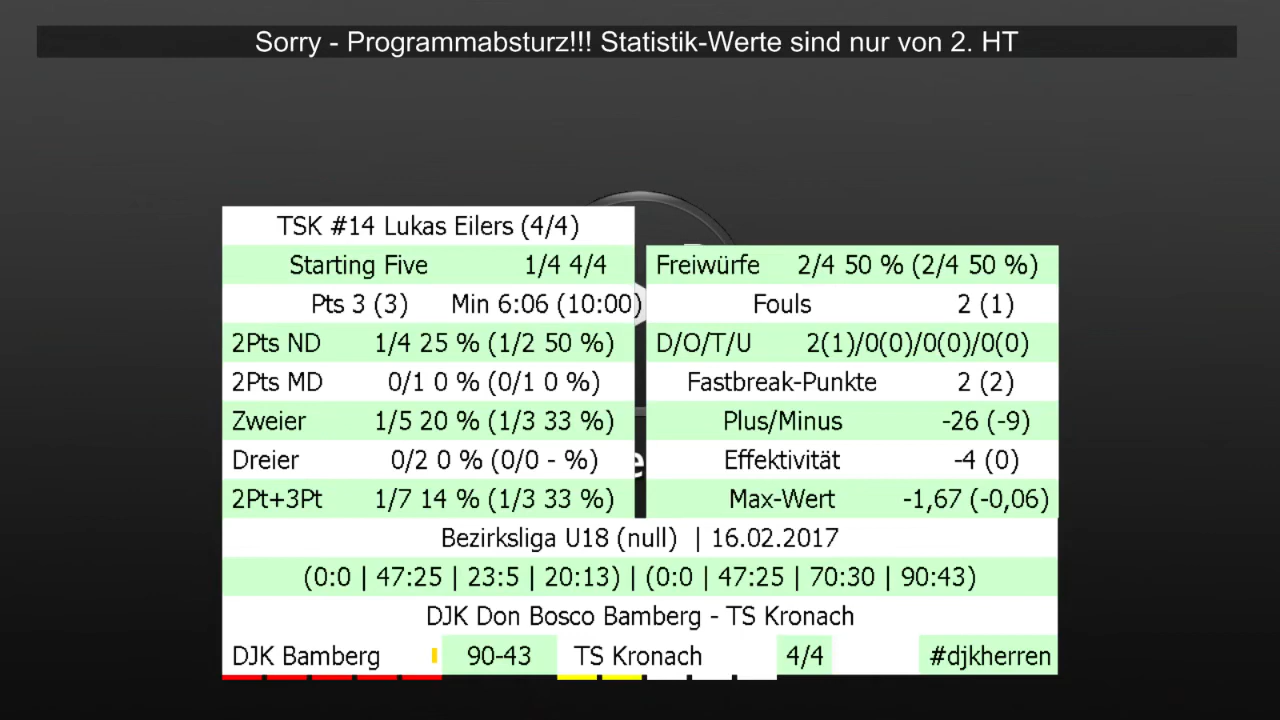 Sorry - Programmabsturz!!! Statistik-Werte sind nur von 2. HT
TSK #14 Lukas Eilers (4/4)
Starting Five 1/4 4/4
Pts 3 (3) Min 6:06 (10:00)
2Pts ND 1/4 25 % (1/2 50 %)
2Pts MD 0/1 0 % (0/1 0 %)
Zweier 1/5 20 % (1/3 33 %)
Dreier 0/2 0 % (0/0 - %)
2Pt+3Pt 1/7 14 % (1/3 33 %)
Freiwürfe 2/4 50 % (2/4 50 %)
Fouls 2 (1)
D/O/T/U 2(1)/0(0)/0(0)/0(0)
Fastbreak-Punkte 2 (2)
Plus/Minus -26 (-9)
Effektivität -4 (0)
Max-Wert -1,67 (-0,06)
Bezirksliga U18 (null) | 16.02.2017
(0:0 | 47:25 | 23:5 | 20:13) | (0:0 | 47:25 | 70:30 | 90:43)
DJK Don Bosco Bamberg - TS Kronach
DJK Bamberg 90-43 TS Kronach 4/4 #djkherren